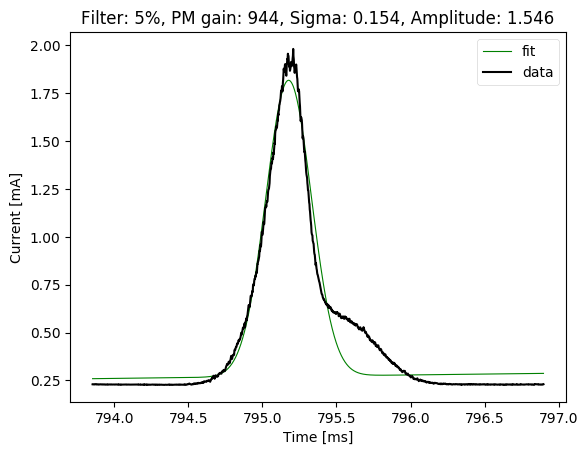 Filter: 5%, PM gain: 944, Sigma: 0.154, Amplitude: 1.546
fit
data
2.00
1.75
1.50
1.25
1.00
0.75
0.50
0.25
Current [mA]
794.0 794.5 795.0 795.5 796.0 796.5 797.0
Time [ms]